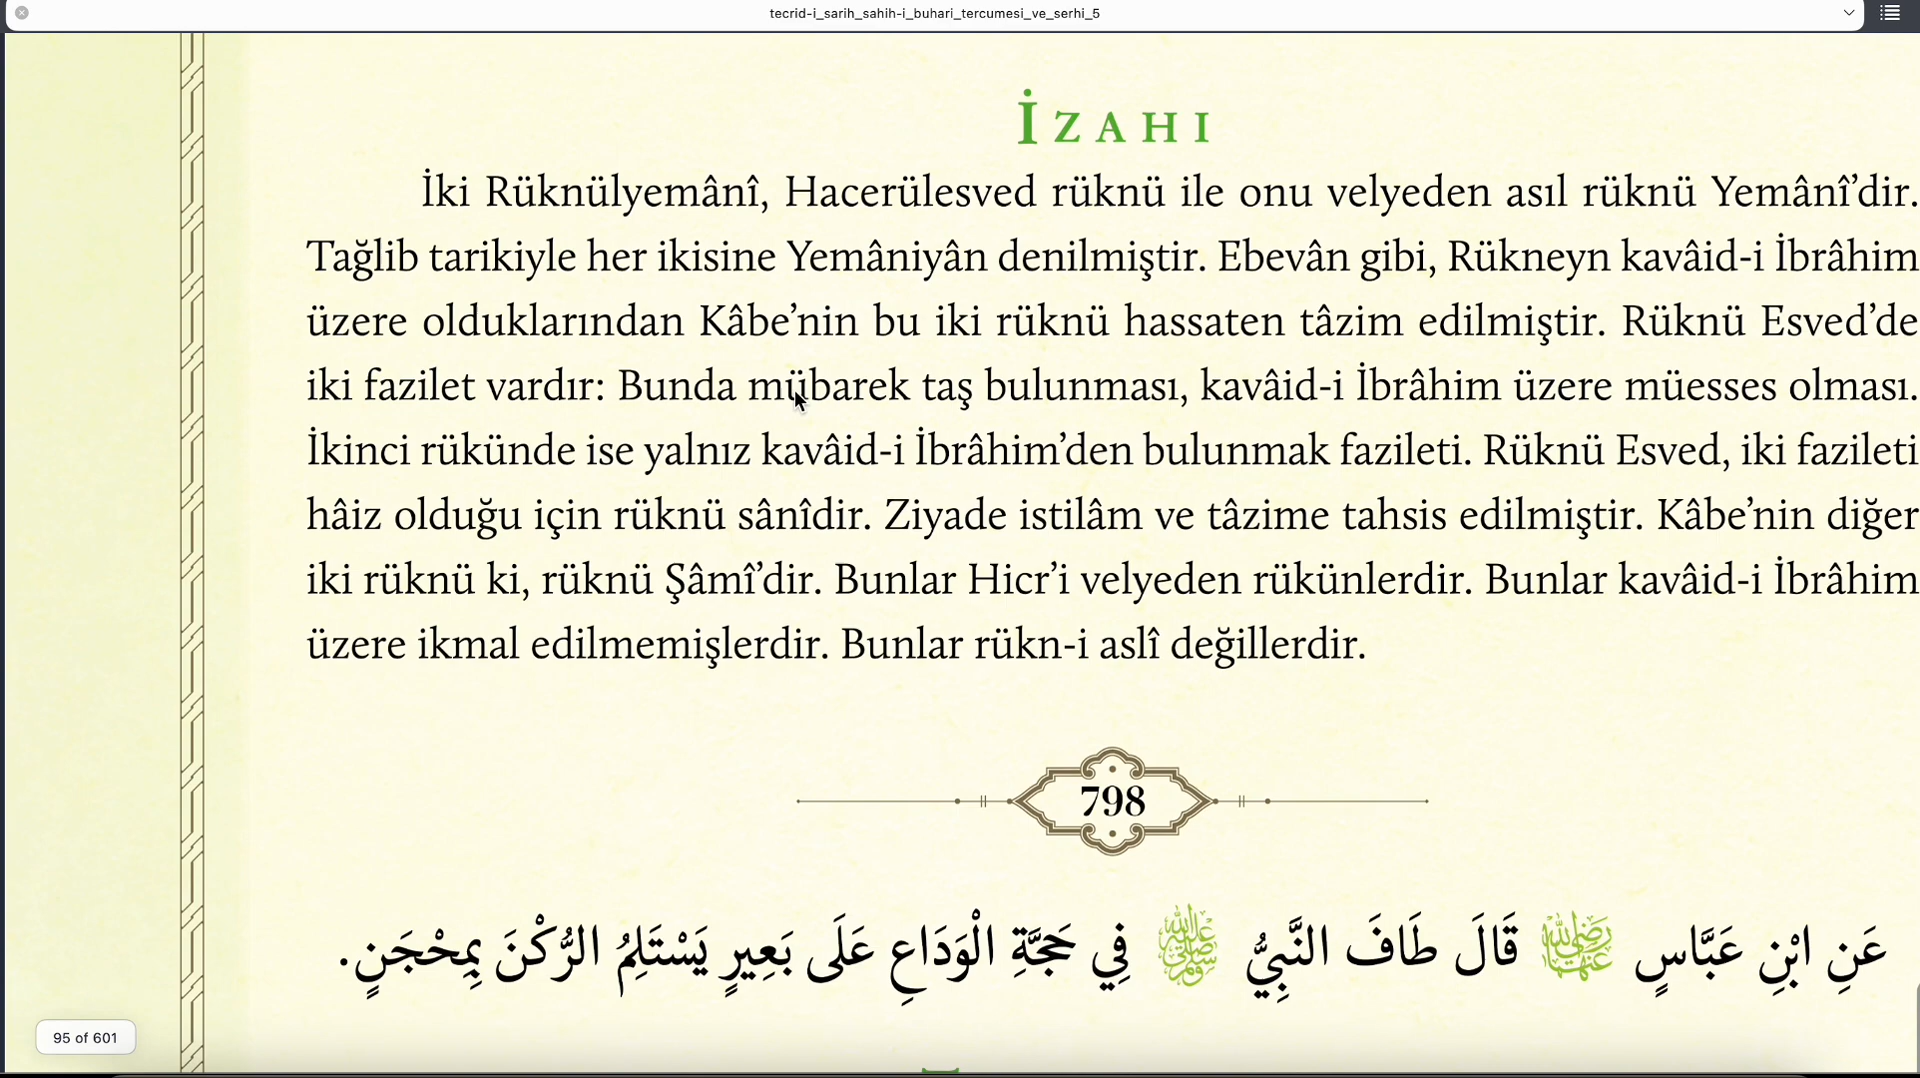 tecrid-i_sarih_sahih-i_buhari_tercumesi_ve_serhi_5
İZAHI
İki Rüknülyemânî, Hacerülesved rüknü ile onu velyeden asıl rüknü Yemânî’dir.
Tağlib tarikiyle her ikisine Yemâniyân denilmiştir. Ebevân gibi, Rükneyn kavâid-i İbrâhim
üzere olduklarından Kâbe’nin bu iki rüknü hassaten tâzim edilmiştir. Rüknü Esved’de
iki fazilet vardır: Bunda mübarek taş bulunması, kavâid-i İbrâhim üzere müesses olması.
İkinci rükünde ise yalnız kavâid-i İbrâhim’den bulunmak fazileti. Rüknü Esved, iki fazileti
hâiz olduğu için rüknü sânîdir. Ziyade istilâm ve tâzime tahsis edilmiştir. Kâbe’nin diğer
iki rüknü ki, rüknü Şâmî’dir. Bunlar Hicr’i velyeden rükünlerdir. Bunlar kavâid-i İbrâhim
üzere ikmal edilmemişlerdir. Bunlar rükn-i aslî değillerdir.
798
عَنِ ابْنِ عَبَّاسٍ رَضِيَ اللهُ عَنْهُمَا قَالَ طَافَ النَّبِيُّ ﷺ فِي حَجَّةِ الْوَدَاعِ عَلَى بَعِيرٍ يَسْتَلِمُ الرُّكْنَ بِمِحْجَنٍ.
95 of 601